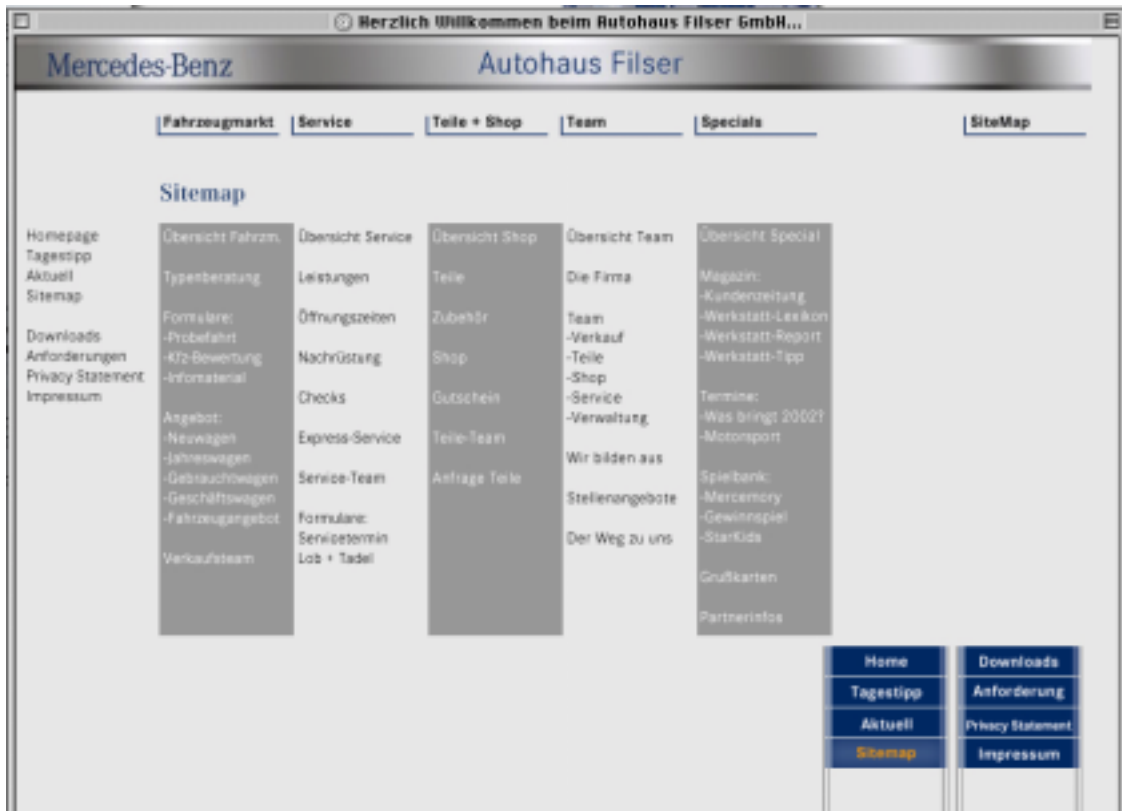 Herzlich Willkommen beim Autohaus Filser GmbH...
Mercedes-Benz
Autohaus Filser
Fahrzeugmarkt
Service
Teile + Shop
Team
Specials
SiteMap
Sitemap
Homepage
Tagestipp
Aktuell
Sitemap
Downloads
Anforderungen
Privacy Statement
Impressum
Übersicht Fahrzm.
Typenberatung
Formulare:
-Probefahrt
-Kfz-Bewertung
-Infomaterial
Angebot:
-Neuwagen
-Jahreswagen
-Gebrauchtwagen
-Geschäftswagen
-Fahrzeugangebot
Verkaufsteam
Übersicht Service
Leistungen
Öffnungszeiten
Nachrüstung
Checks
Express-Service
Service-Team
Formulare:
Servicetermin
Lob + Tadel
Übersicht Shop
Teile
Zubehör
Shop
Gutschein
Teile-Team
Anfrage Teile
Übersicht Team
Die Firma
Team
-Verkauf
-Teile
-Shop
-Service
-Verwaltung
Wir bilden aus
Stellenangebote
Der Weg zu uns
Übersicht Special
Magazin:
-Kundenzeitung
-Werkstatt-Lexikon
-Werkstatt-Report
-Werkstatt-Tipp
Termine:
-Was bringt 2002?
-Motorsport
Spielbank:
-Mercemory
-Gewinnspiel
-StarKids
Grußkarten
Partnerinfos
Home
Tagestipp
Aktuell
Sitemap
Downloads
Anforderung
Privacy Statement
Impressum